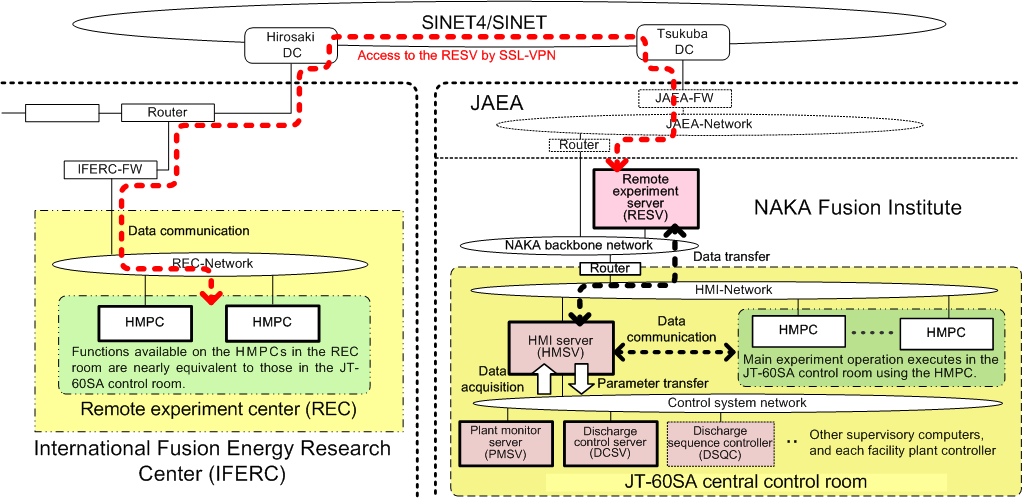 SINET4/SINET
Hirosaki
DC
Tsukuba
DC
Access to the RESV by SSL-VPN
JAEA
JAEA-FW
JAEA-Network
Router
Router
IFERC-FW
Remote
experiment
server
(RESV)
NAKA Fusion Institute
Data communication
REC-Network
HMPC
HMPC
Functions available on the HMPCs in the REC
room are nearly equivalent to those in the JT-
60SA control room.
Remote experiment center (REC)
International Fusion Energy Research
Center (IFERC)
NAKA backbone network
Data transfer
Router
HMI-Network
HMI server
(HMSV)
Data
communication
HMPC
HMPC
Main experiment operation executes in the
JT-60SA control room using the HMPC.
Data
acquisition
Parameter transfer
Control system network
Plant monitor
server
(PMSV)
Discharge
control server
(DCSV)
Discharge
sequence controller
(DSQC)
Other supervisory computers,
and each facility plant controller
JT-60SA central control room